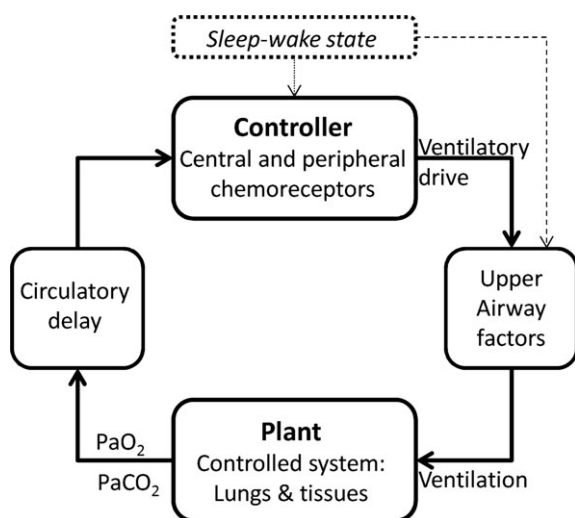 Sleep-wake state
Controller
Central and peripheral
chemoreceptors
Ventilatory
drive
Circulatory
delay
Upper
Airway
factors
PaO₂
PaCO₂
Plant
Controlled system:
Lungs & tissues
Ventilation